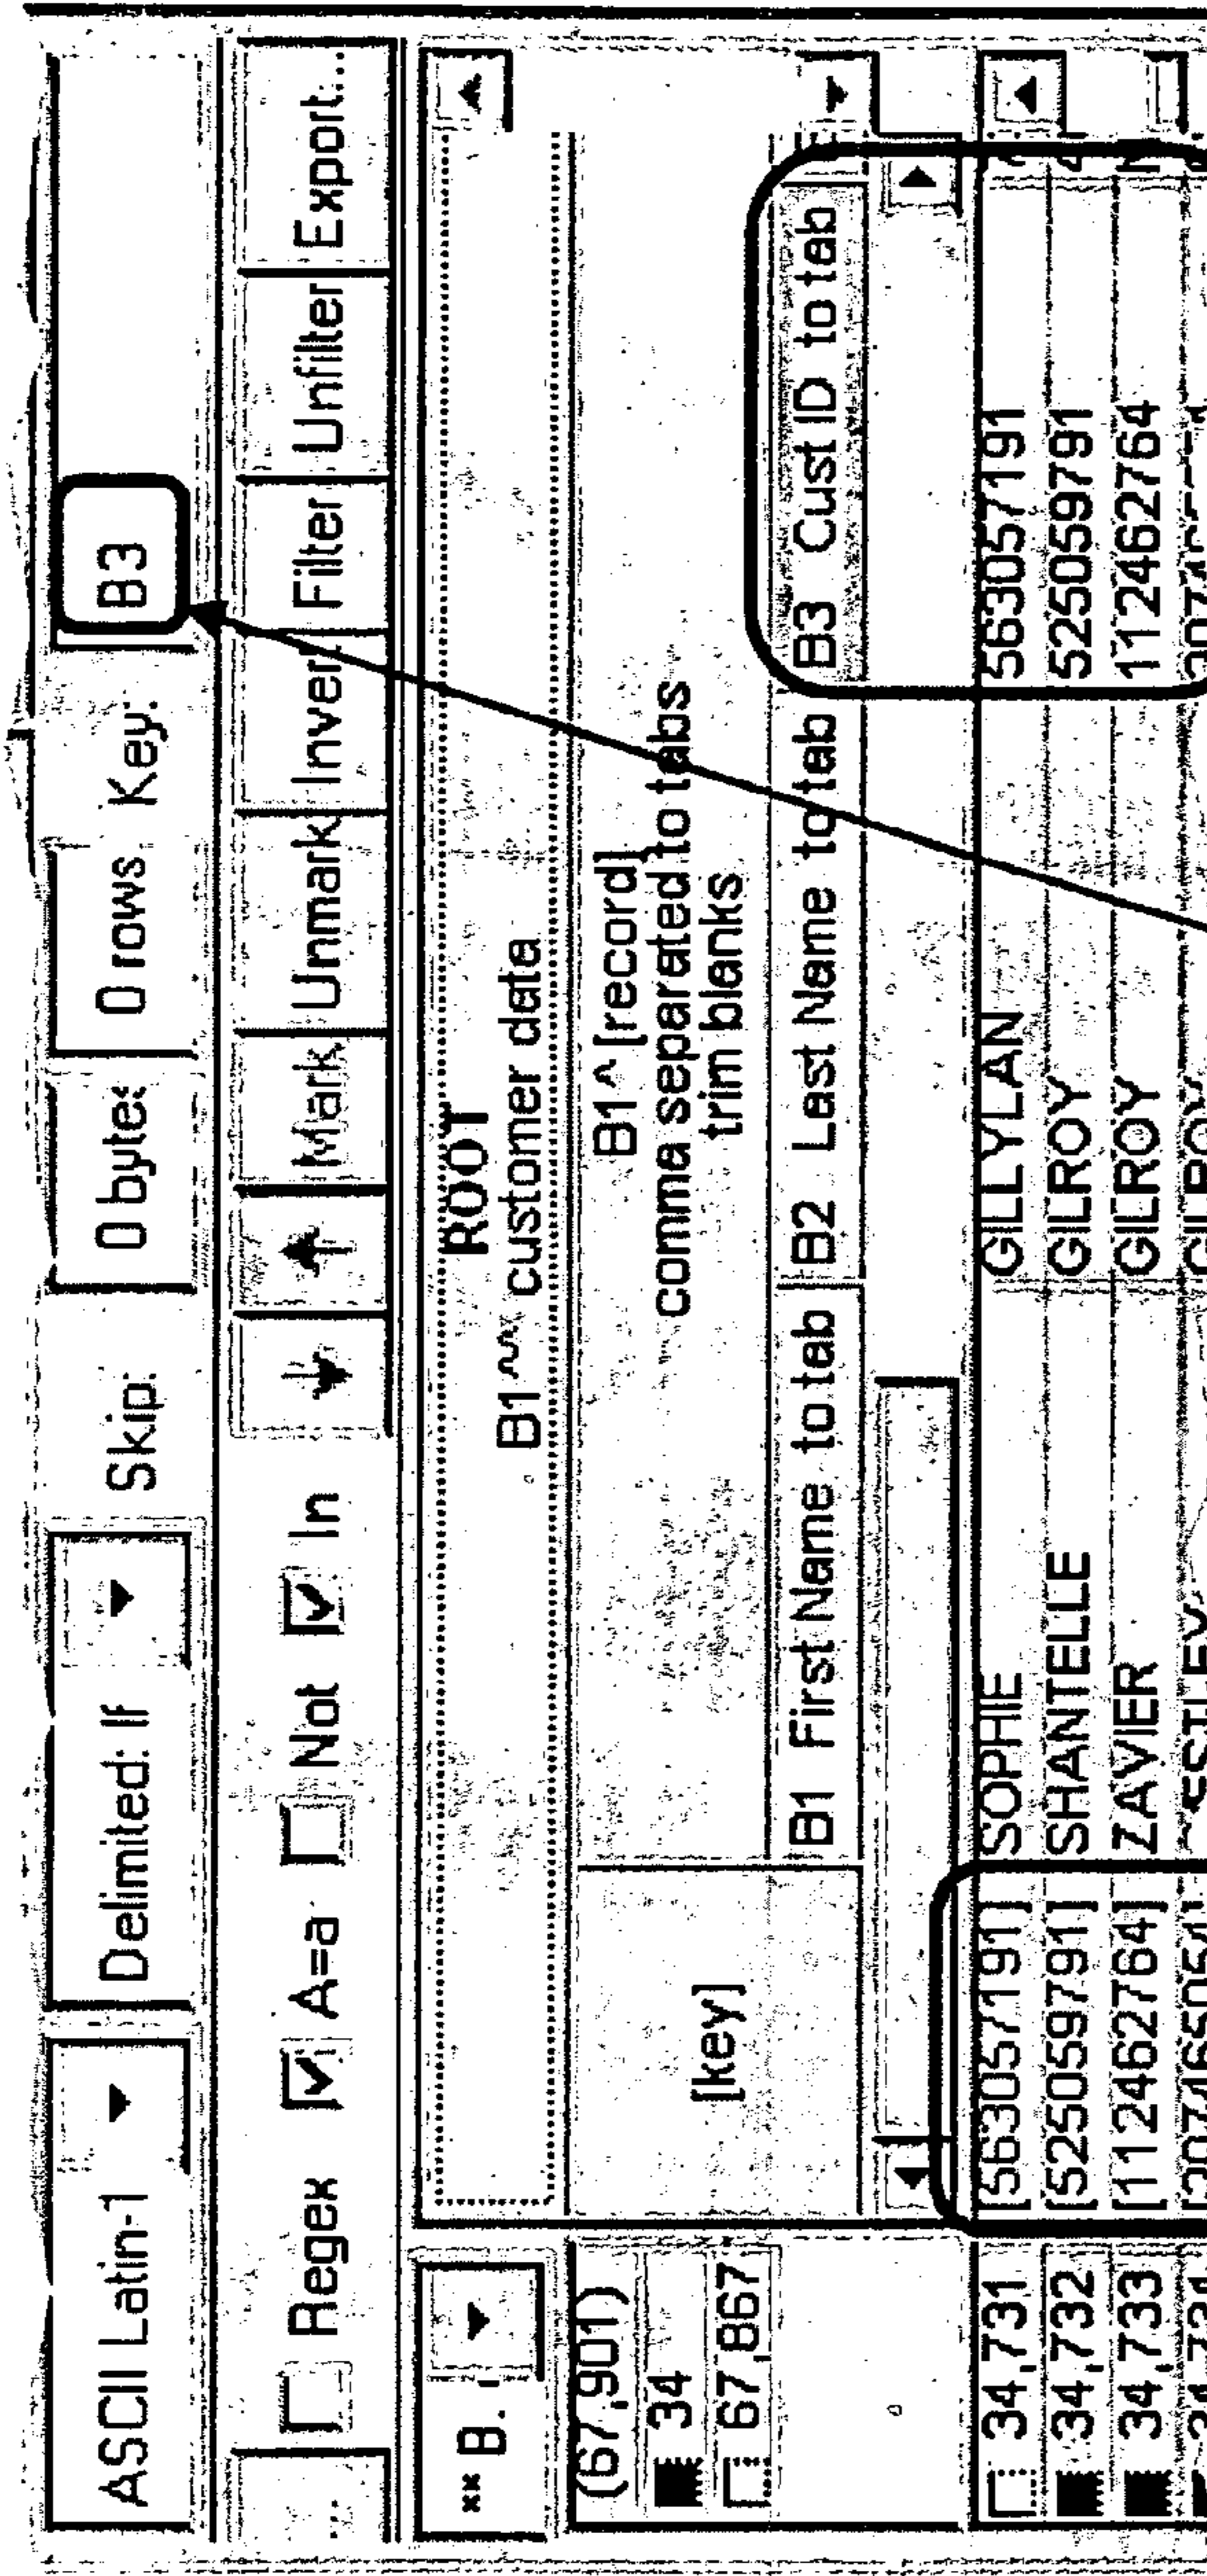 ASCII Latin-1 Delimited: lf Skip: 0 bytes 0 rows Key: B3
... Regex A=a Not In Mark Unmark Invert Filter Unfilter Export...
** B. ROOT
B1^^ customer data
(67,901) B1^ [record]
34 [key] comma separated to tabs
67,867 trim blanks
B1 First Name to tab B2 Last Name to tab B3 Cust ID to tab
34,731 [563057191] SOPHIE GILLYLAN 563057191
34,732 [525059791] SHANTELLE GILROY 525059791
34,733 [112462764] ZAVIER GILROY 112462764
GILROY